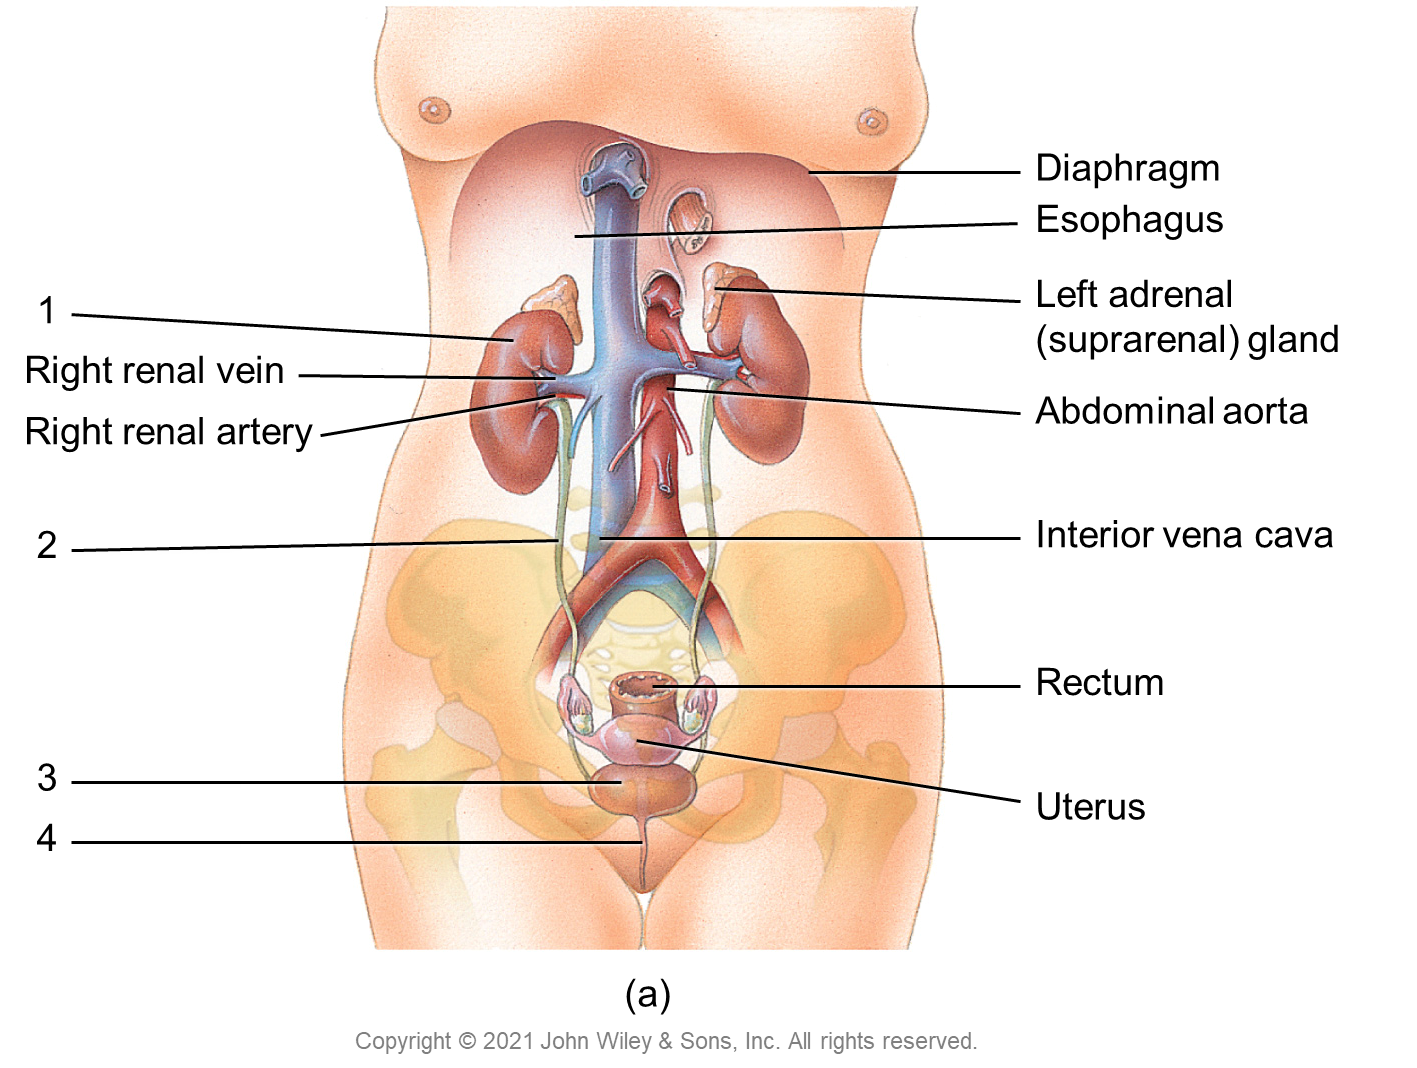 Diaphragm
Esophagus
Left adrenal
(suprarenal) gland
1
Right renal vein
Right renal artery
Abdominal aorta
2
Interior vena cava
Rectum
3
Uterus
4
(a)
Copyright © 2021 John Wiley & Sons, Inc. All rights reserved.